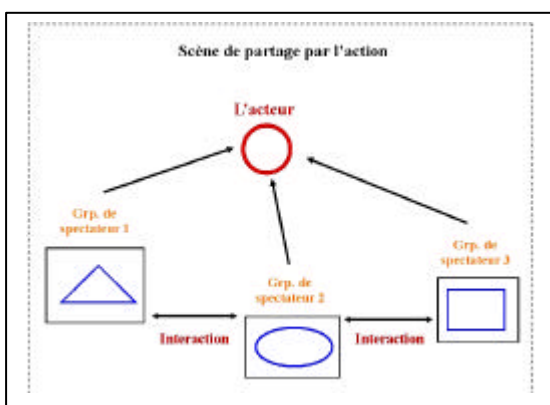 Scène de partage par l'action
L'acteur
Grp. de
spectateur 1
Grp. de
spectateur 2
Grp. de
spectateur 3
Interaction
Interaction